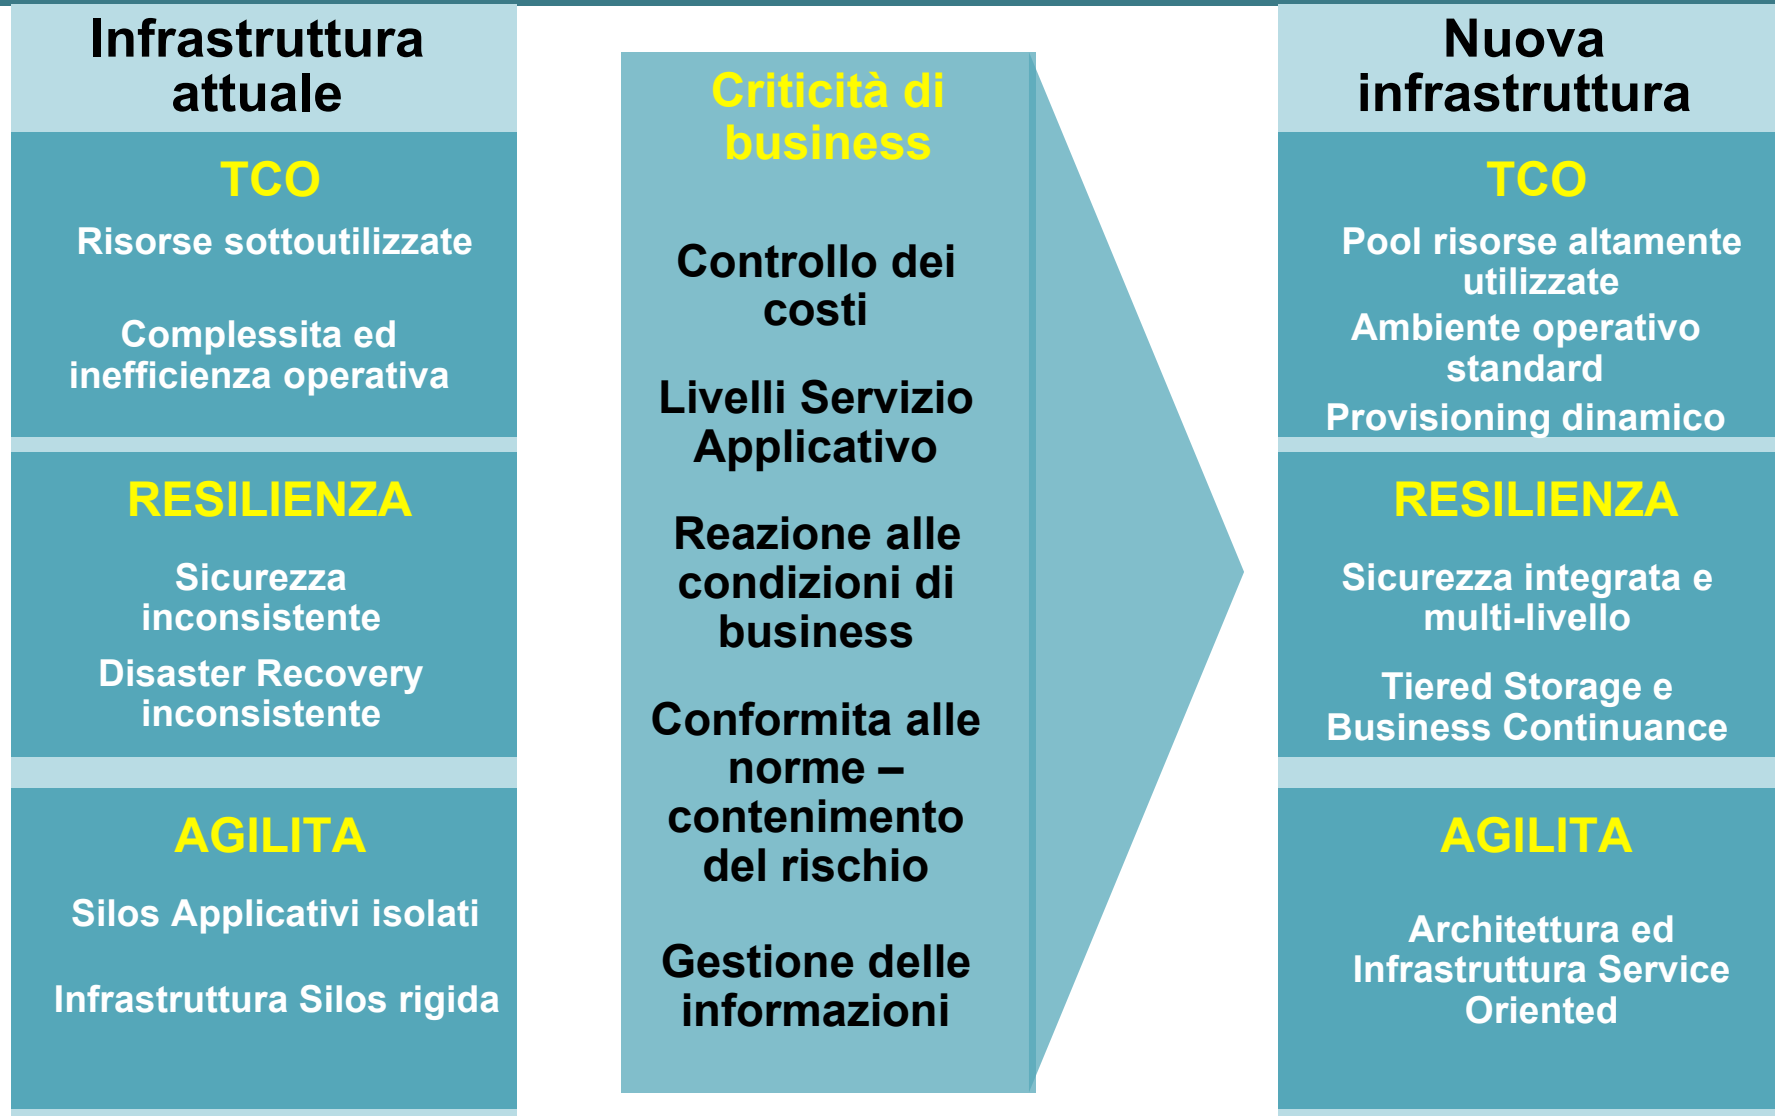 Infrastruttura
attuale
TCO
Risorse sottoutilizzate
Complessita ed
inefficienza operativa
RESILIENZA
Sicurezza
inconsistente
Disaster Recovery
inconsistente
AGILITA
Silos Applicativi isolati
Infrastruttura Silos rigida
Criticità di
business
Controllo dei
costi
Livelli Servizio
Applicativo
Reazione alle
condizioni di
business
Conformita alle
norme –
contenimento
del rischio
Gestione delle
informazioni
Nuova
infrastruttura
TCO
Pool risorse altamente
utilizzate
Ambiente operativo
standard
Provisioning dinamico
RESILIENZA
Sicurezza integrata e
multi-livello
Tiered Storage e
Business Continuance
AGILITA
Architettura ed
Infrastruttura Service
Oriented